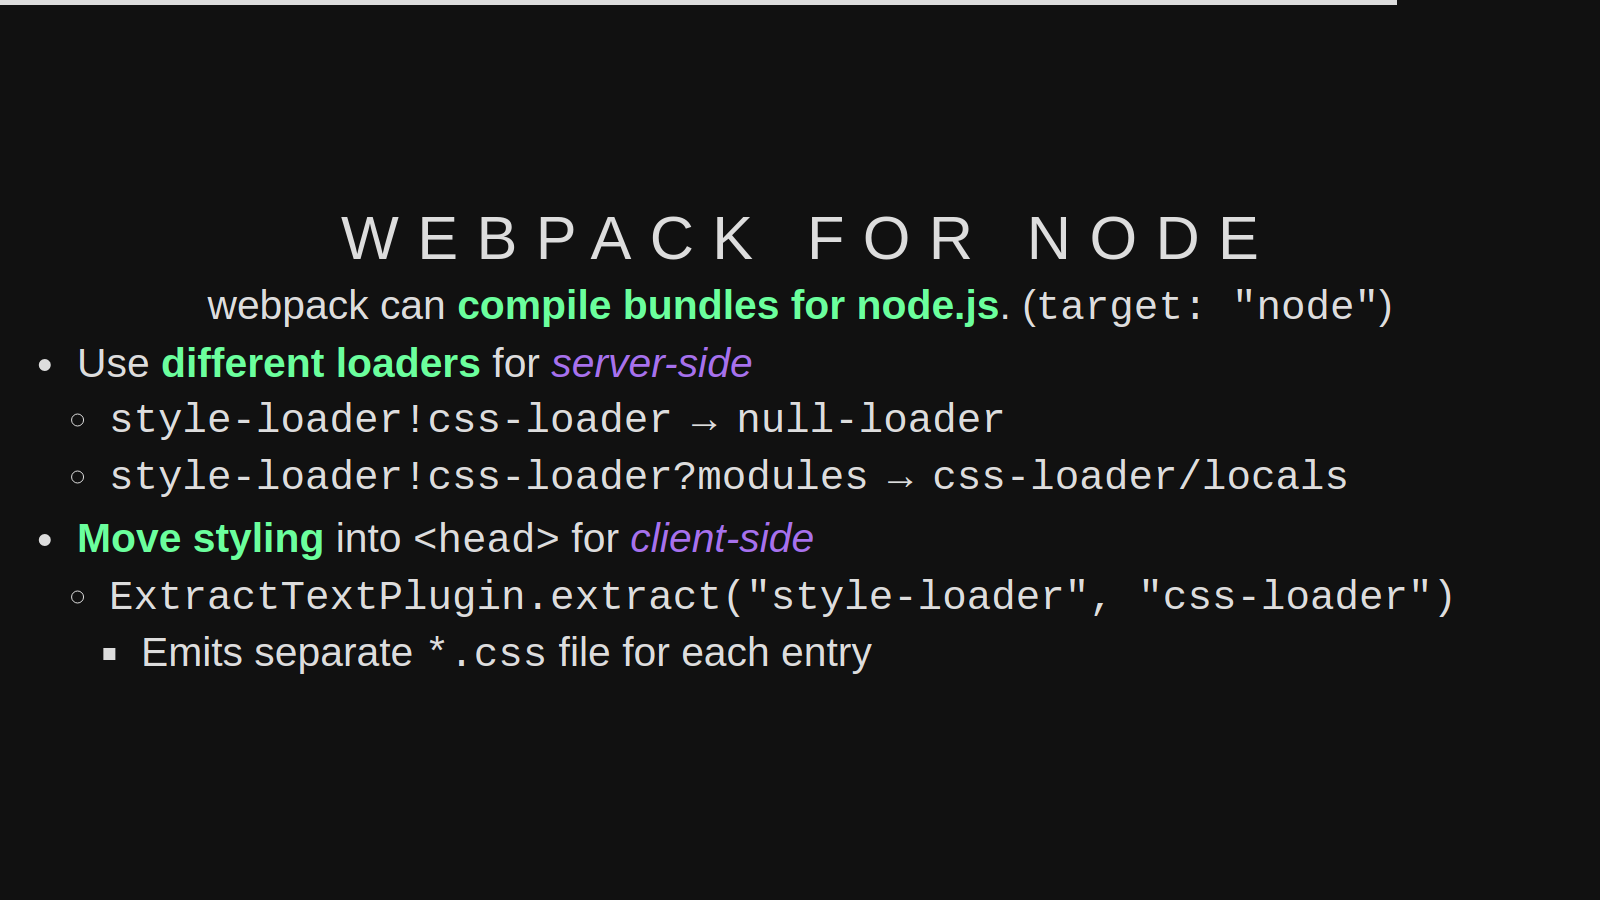 WEBPACK FOR NODE
webpack can compile bundles for node.js. (target: "node")
Use different loaders for server-side
style-loader!css-loader → null-loader
style-loader!css-loader?modules → css-loader/locals
Move styling into <head> for client-side
ExtractTextPlugin.extract("style-loader", "css-loader")
Emits separate *.css file for each entry